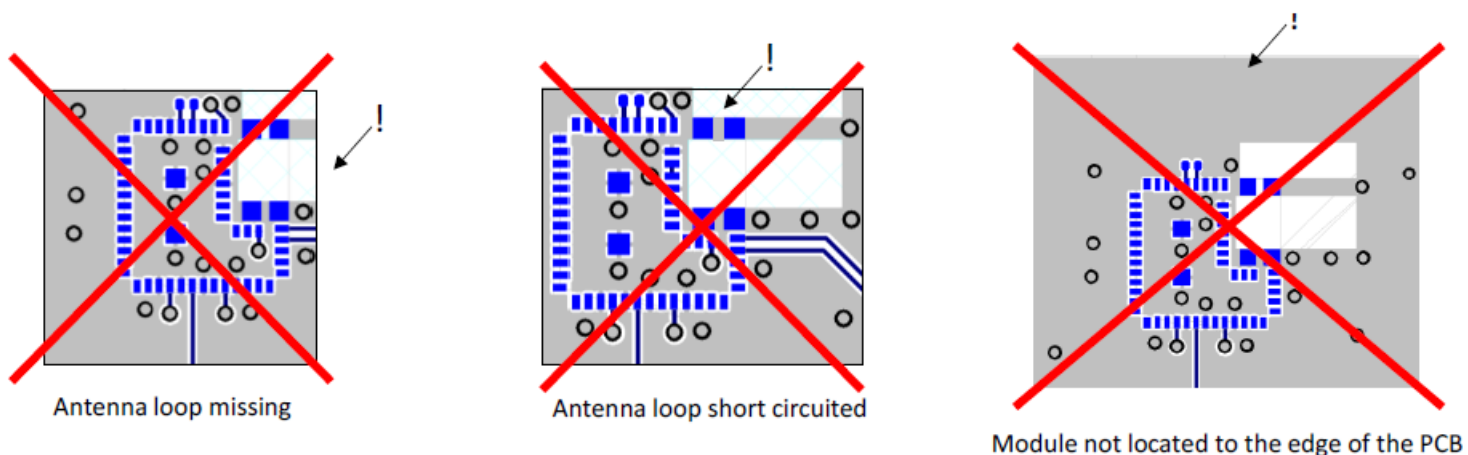 !
!
!
Antenna loop missing
Antenna loop short circuited
Module not located to the edge of the PCB